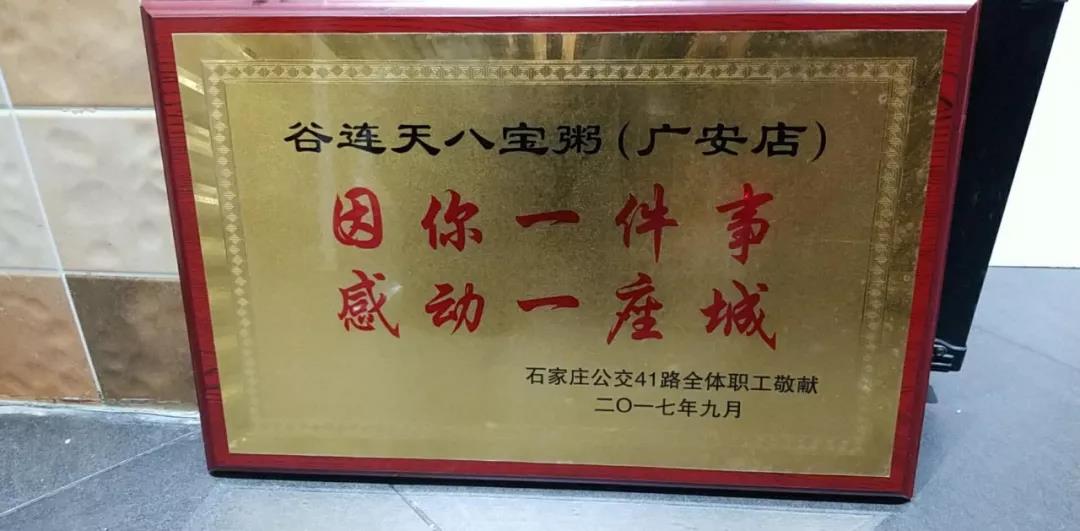 谷连天八宝粥(广安店)
因你一件事
感动一座城
石家庄公交41路全体职工敬献
二〇一七年九月